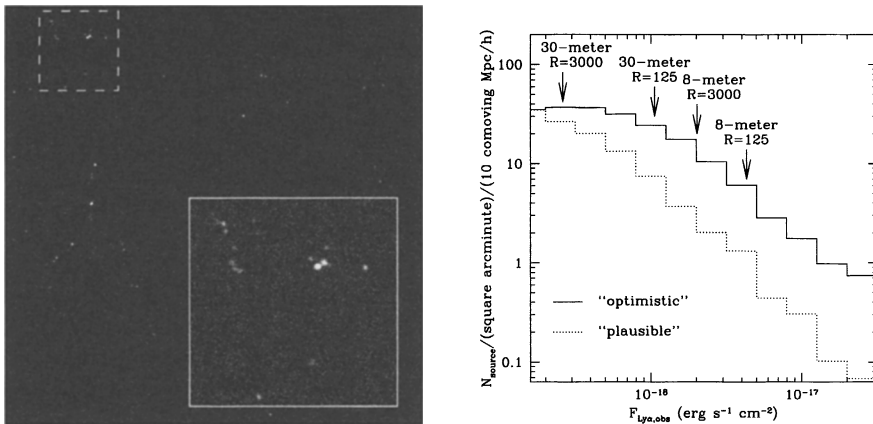 30-meter
R=3000
30-meter
R=125
8-meter
R=3000
8-meter
R=125
100
10
1
0.1
N_source/(square arcminute)/(10 comoving Mpc/h)
"optimistic"
"plausible"
10⁻¹⁸
10⁻¹⁷
F_Lyα,obs (erg s⁻¹ cm⁻²)